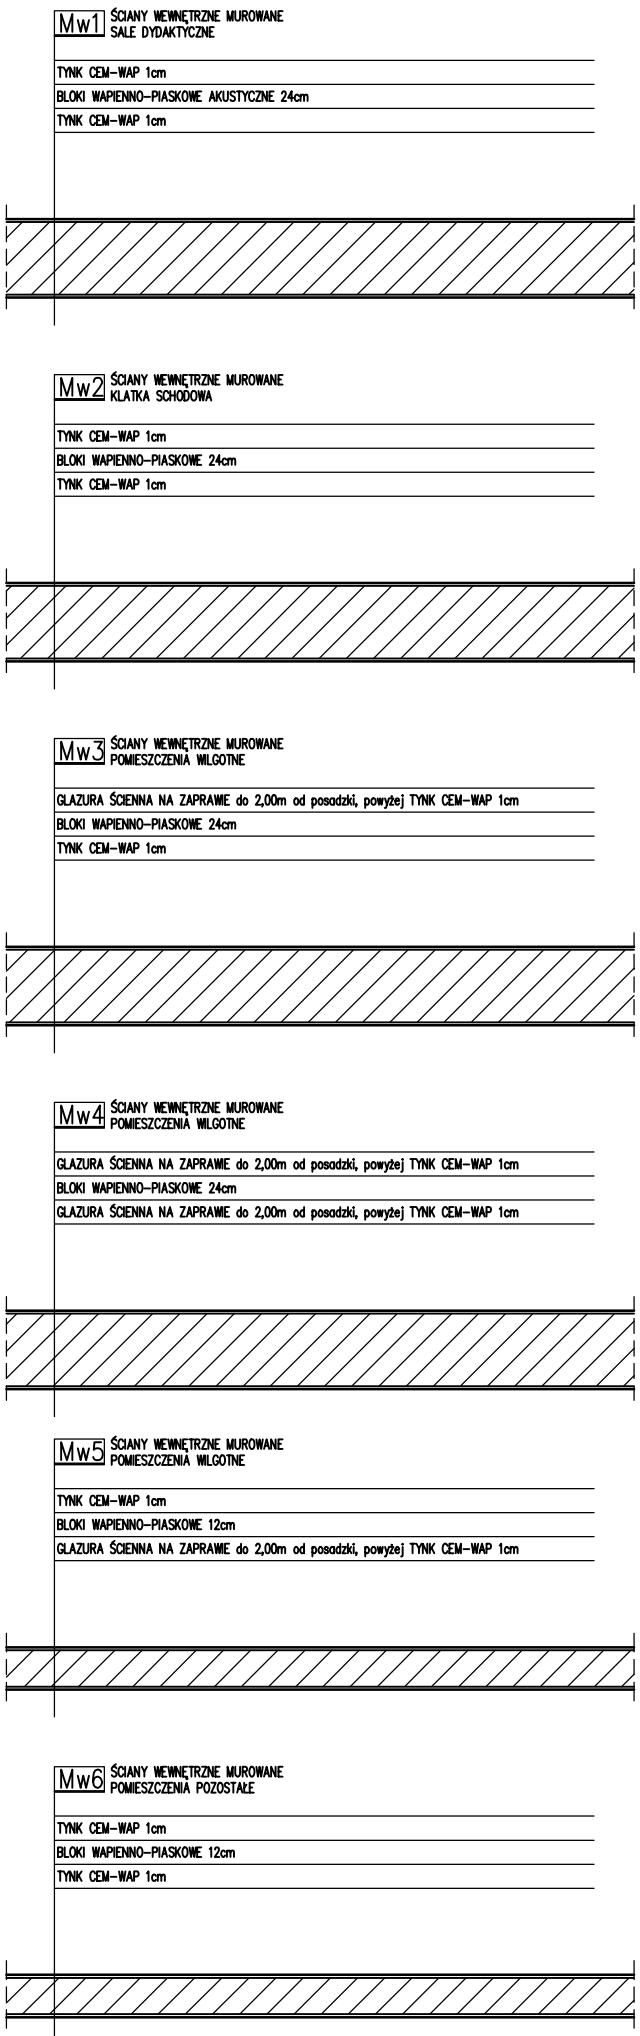 Mw1
ŚCIANY WEWNĘTRZNE MUROWANE
SALE DYDAKTYCZNE
TYNK CEM-WAP 1cm
BLOKI WAPIENNO-PIASKOWE AKUSTYCZNE 24cm
TYNK CEM-WAP 1cm
Mw2
ŚCIANY WEWNĘTRZNE MUROWANE
KLATKA SCHODOWA
TYNK CEM-WAP 1cm
BLOKI WAPIENNO-PIASKOWE 24cm
TYNK CEM-WAP 1cm
Mw3
ŚCIANY WEWNĘTRZNE MUROWANE
POMIESZCZENIA WILGOTNE
GLAZURA ŚCIENNA NA ZAPRAWIE do 2,00m od posadzki, powyżej TYNK CEM-WAP 1cm
BLOKI WAPIENNO-PIASKOWE 24cm
TYNK CEM-WAP 1cm
Mw4
ŚCIANY WEWNĘTRZNE MUROWANE
POMIESZCZENIA WILGOTNE
GLAZURA ŚCIENNA NA ZAPRAWIE do 2,00m od posadzki, powyżej TYNK CEM-WAP 1cm
BLOKI WAPIENNO-PIASKOWE 24cm
GLAZURA ŚCIENNA NA ZAPRAWIE do 2,00m od posadzki, powyżej TYNK CEM-WAP 1cm
Mw5
ŚCIANY WEWNĘTRZNE MUROWANE
POMIESZCZENIA WILGOTNE
TYNK CEM-WAP 1cm
BLOKI WAPIENNO-PIASKOWE 12cm
GLAZURA ŚCIENNA NA ZAPRAWIE do 2,00m od posadzki, powyżej TYNK CEM-WAP 1cm
Mw6
ŚCIANY WEWNĘTRZNE MUROWANE
POMIESZCZENIA POZOSTAŁE
TYNK CEM-WAP 1cm
BLOKI WAPIENNO-PIASKOWE 12cm
TYNK CEM-WAP 1cm